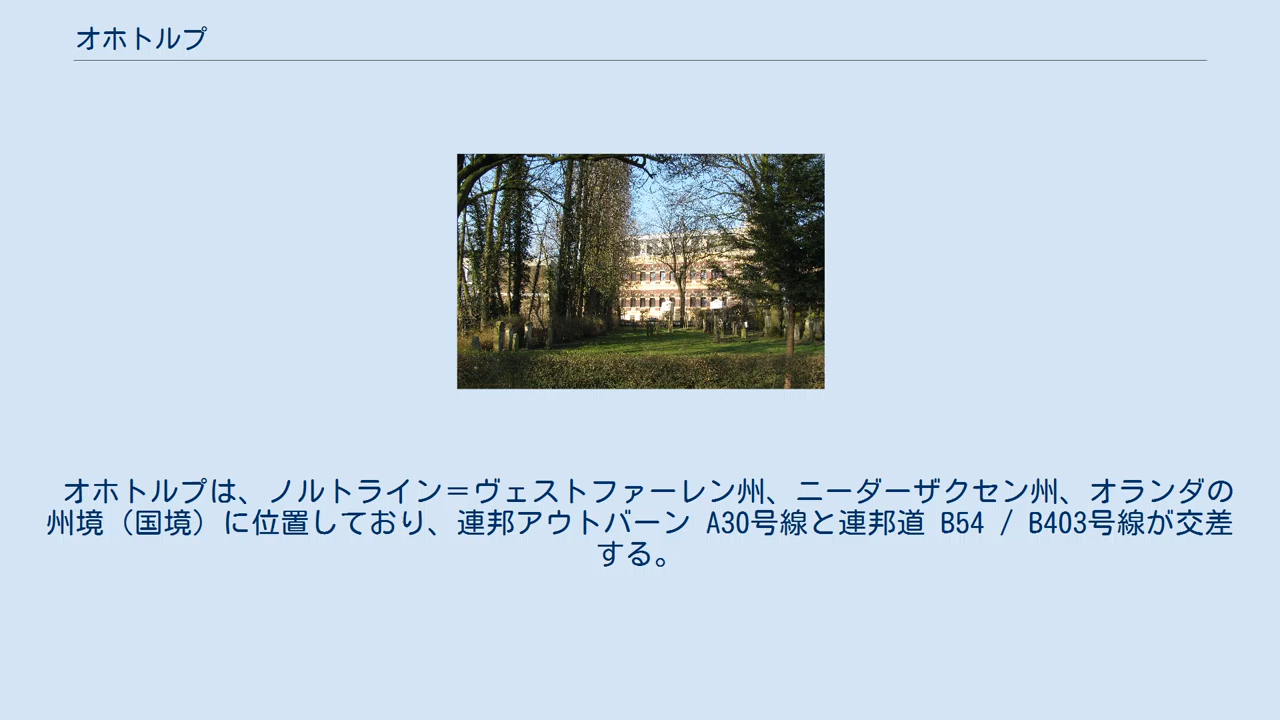 オホトルプ
オホトルプは、ノルトライン＝ヴェストファーレン州、ニーダーザクセン州、オランダの
州境（国境）に位置しており、連邦アウトバーン A30号線と連邦道 B54 / B403号線が交差
する。